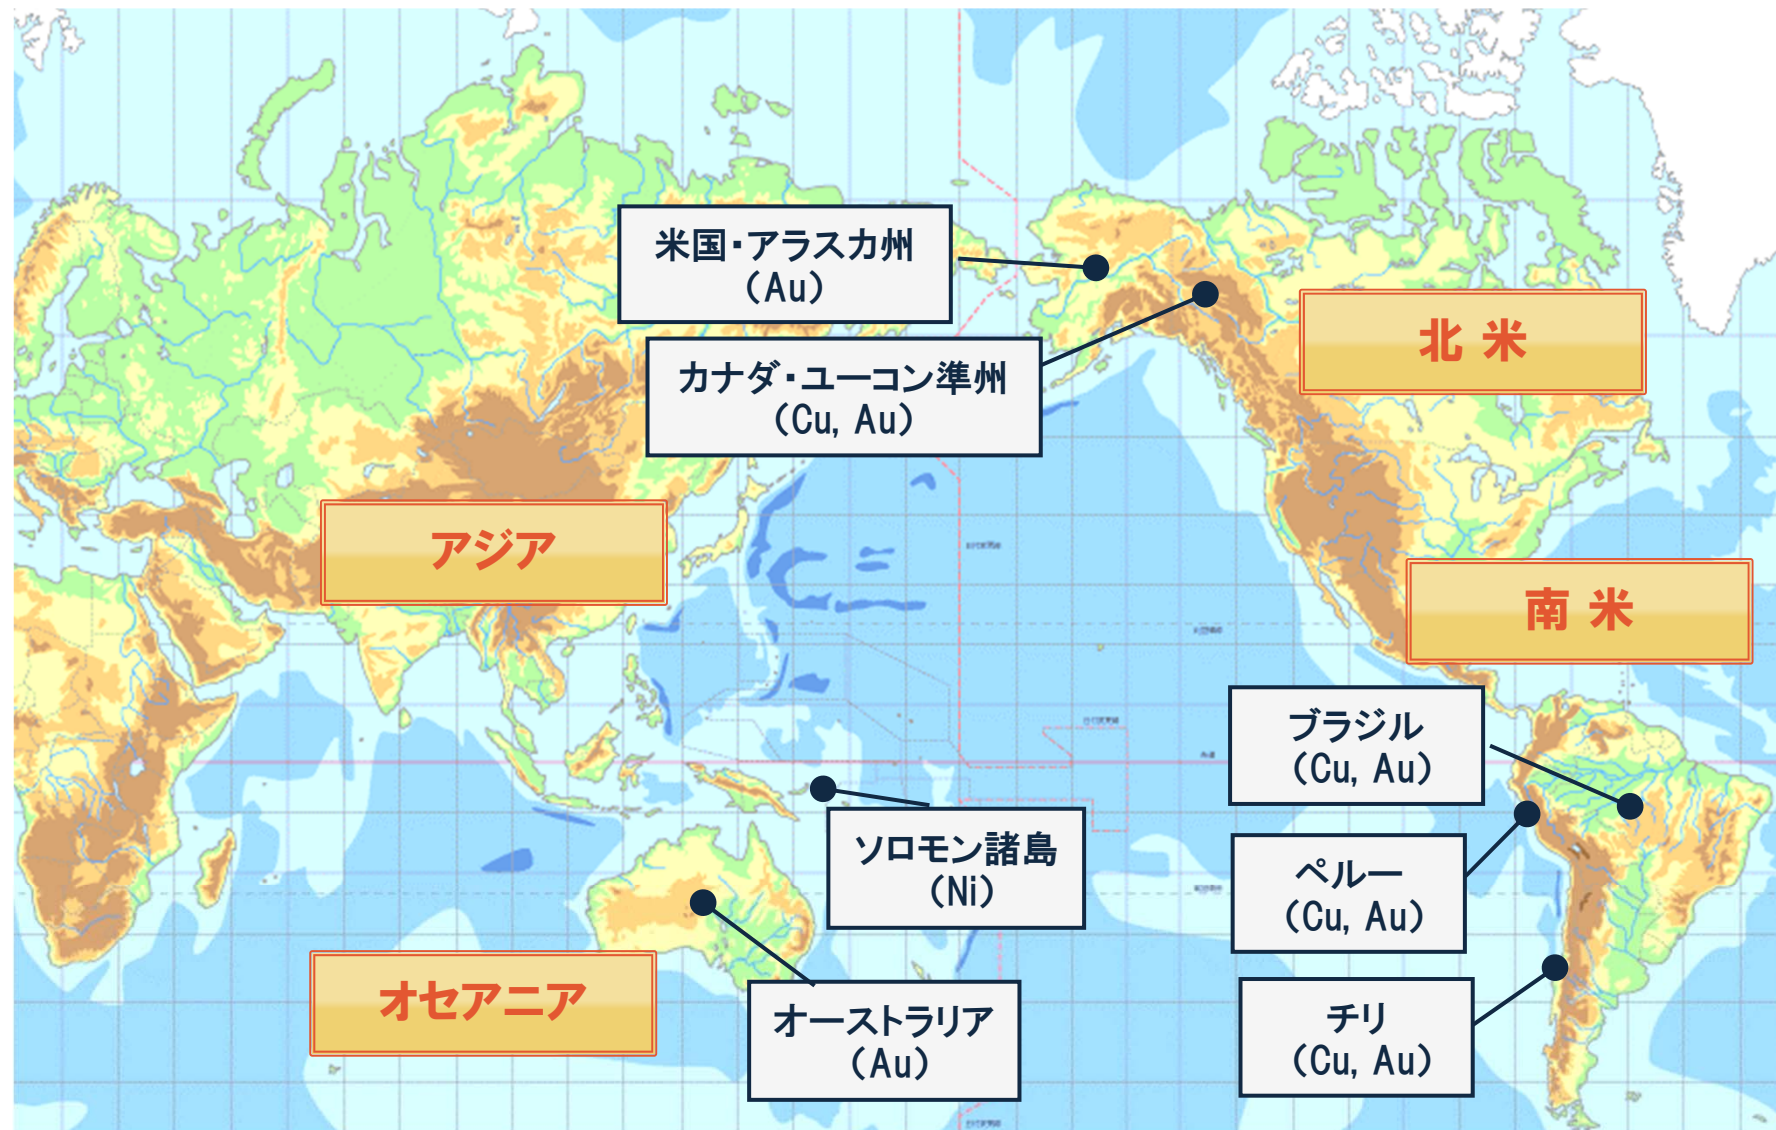 米国・アラスカ州
(Au)
カナダ・ユーコン準州
(Cu, Au)
北 米
アジア
南 米
ブラジル
(Cu, Au)
ソロモン諸島
(Ni)
ペルー
(Cu, Au)
オセアニア
オーストラリア
(Au)
チリ
(Cu, Au)